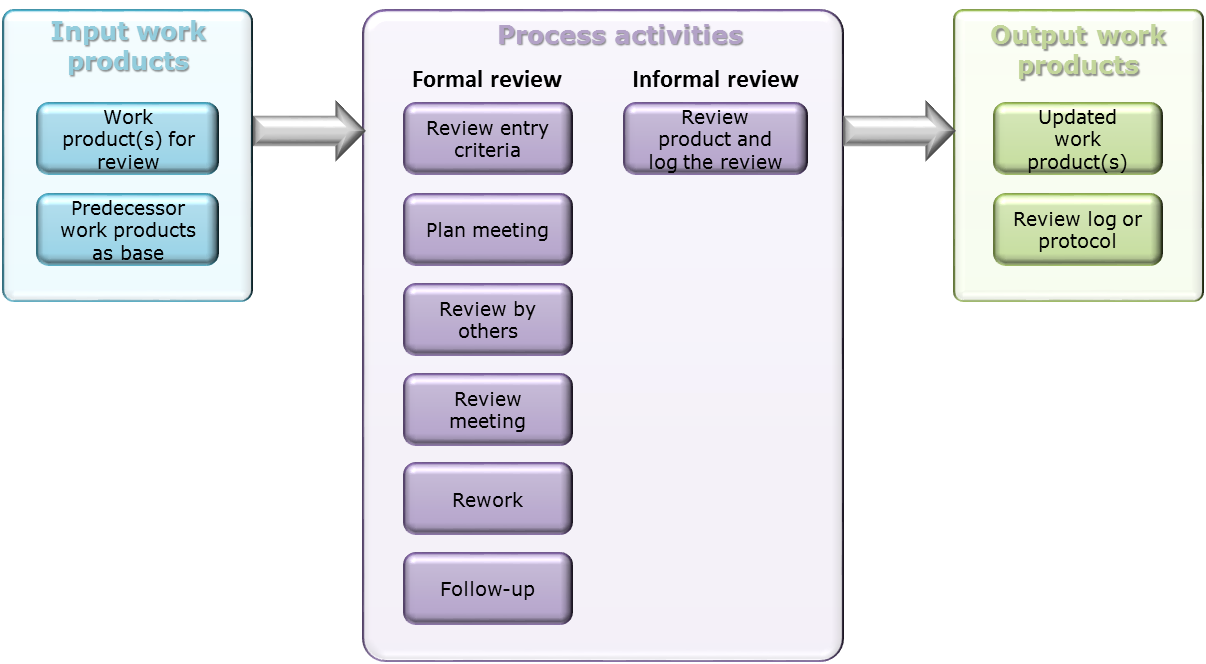 Input work
products
Work
product(s) for
review
Predecessor
work products
as base
Process activities
Formal review
Review entry
criteria
Plan meeting
Review by
others
Review
meeting
Rework
Follow-up
Informal review
Review
product and
log the review
Output work
products
Updated
work
product(s)
Review log or
protocol